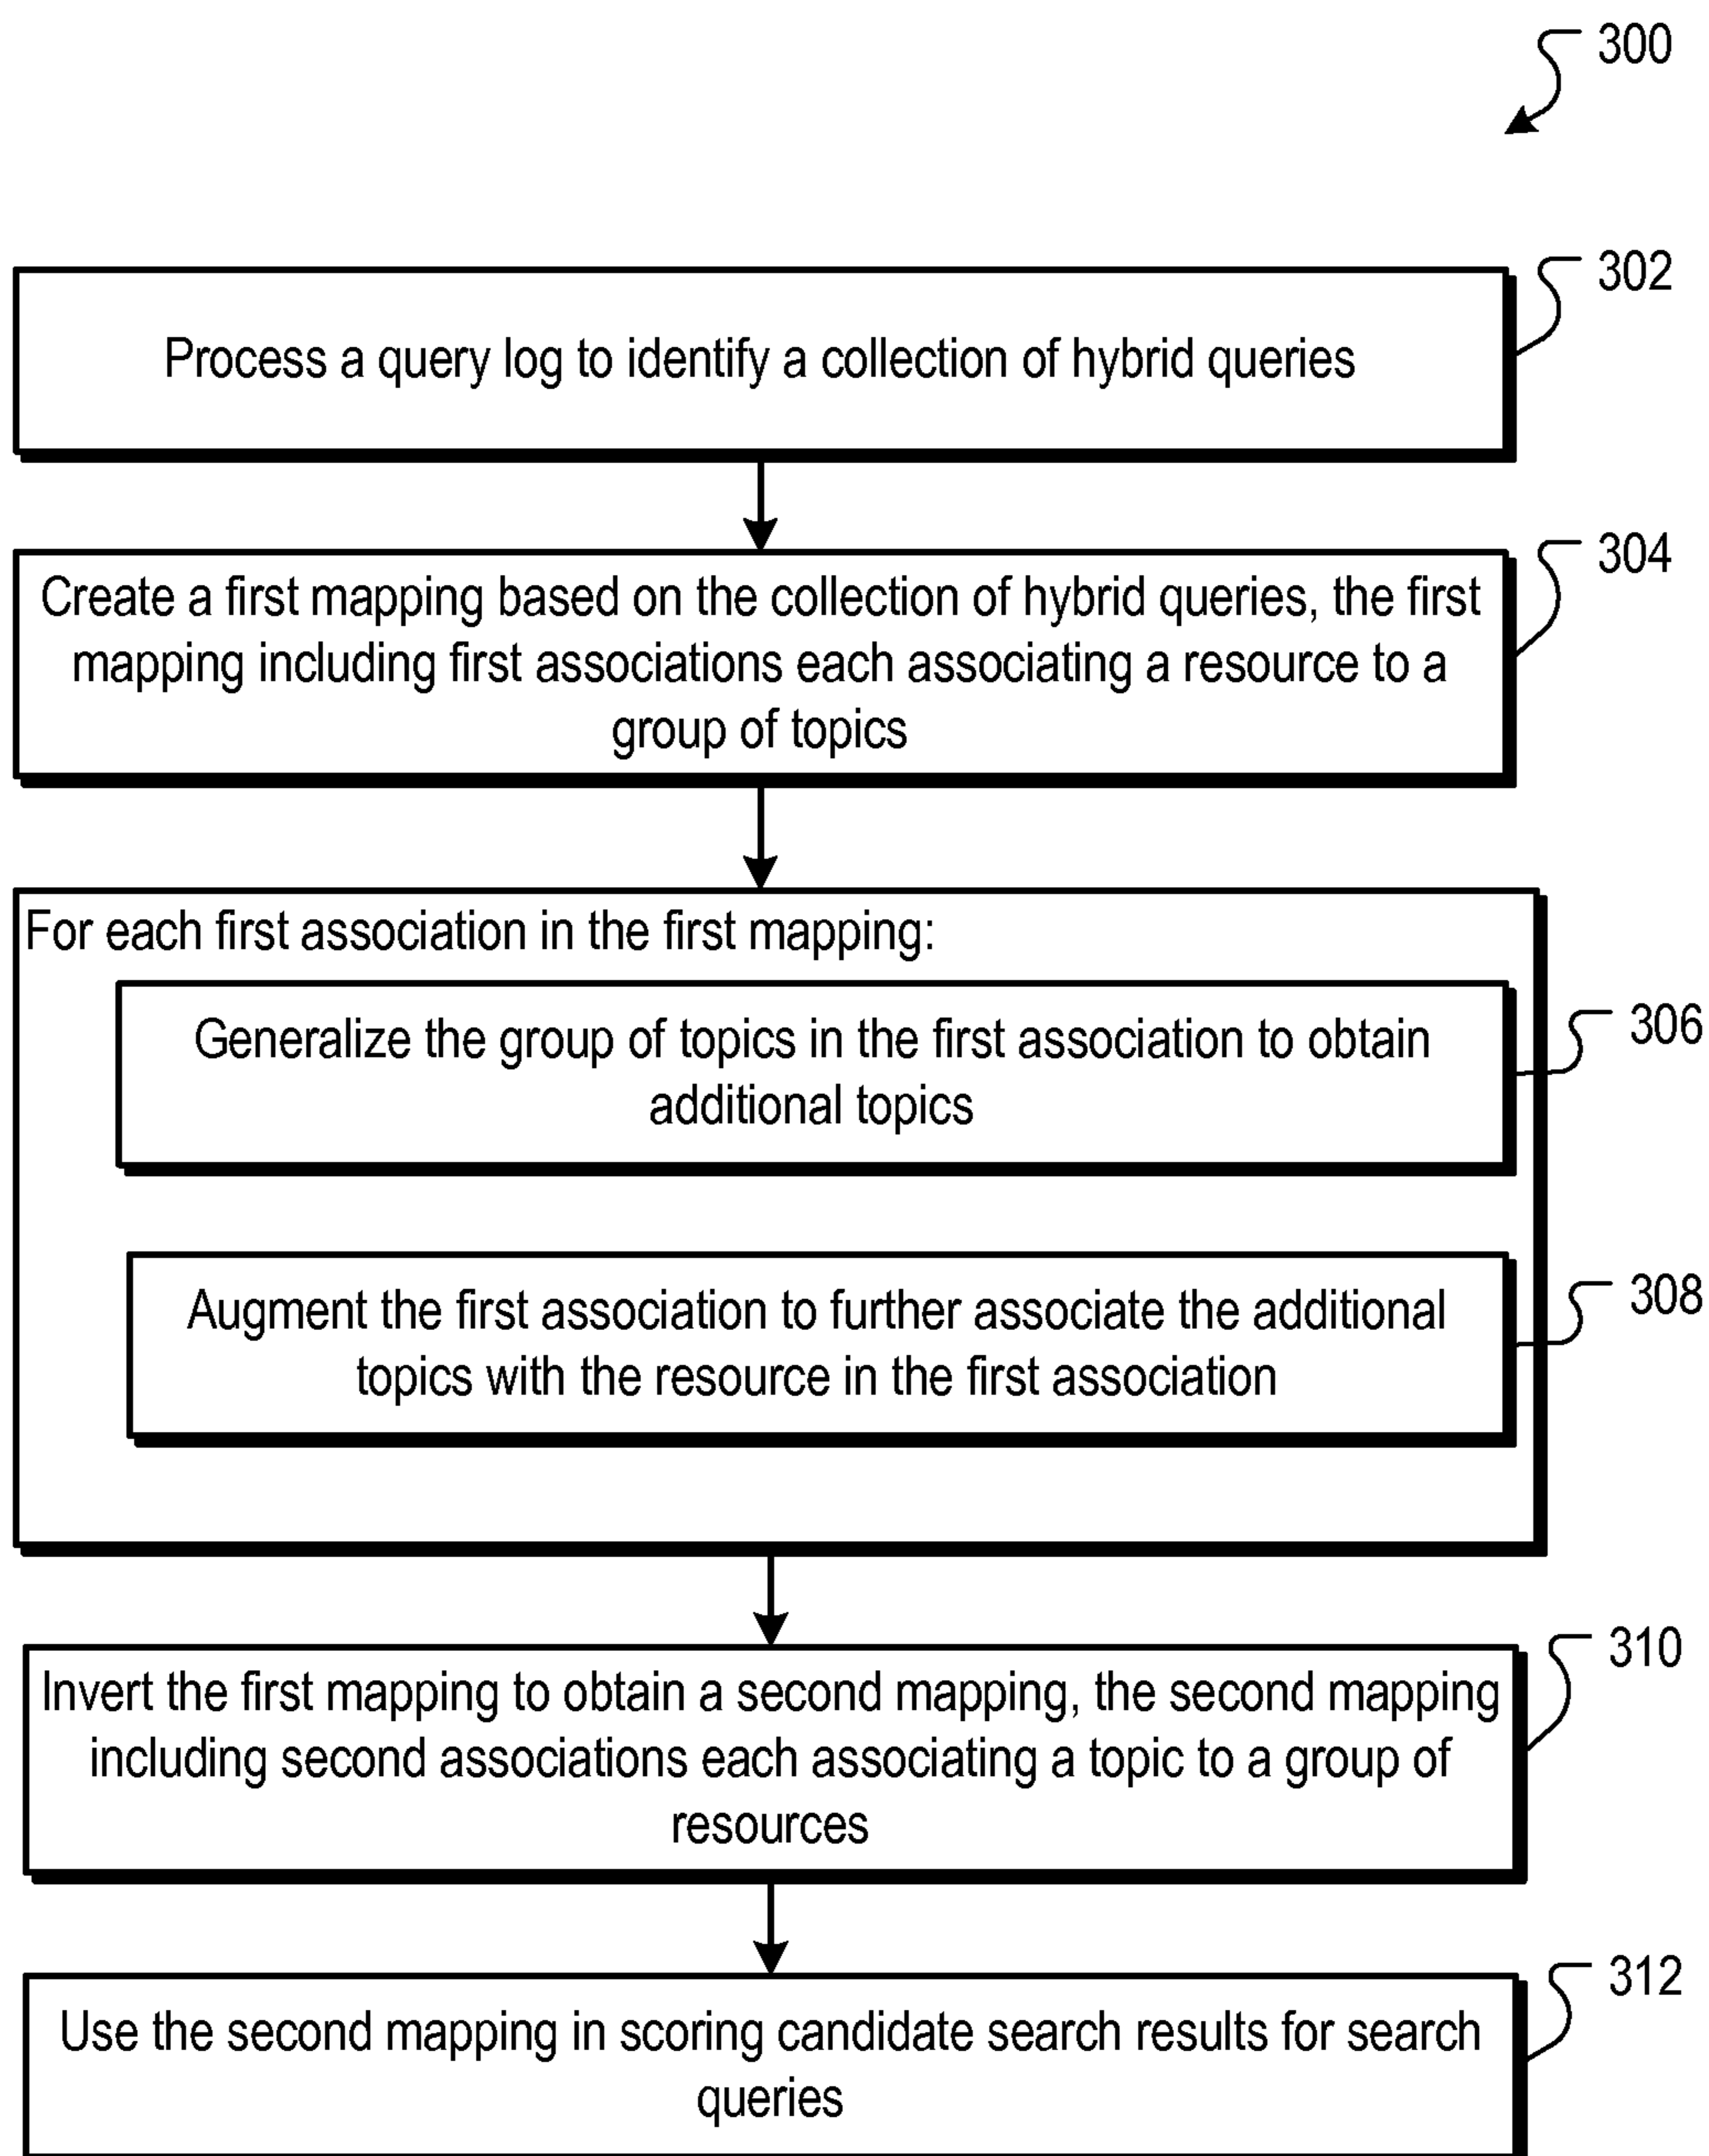 300
302
Process a query log to identify a collection of hybrid queries
304
Create a first mapping based on the collection of hybrid queries, the first
mapping including first associations each associating a resource to a
group of topics
For each first association in the first mapping:
306
Generalize the group of topics in the first association to obtain
additional topics
308
Augment the first association to further associate the additional
topics with the resource in the first association
310
Invert the first mapping to obtain a second mapping, the second mapping
including second associations each associating a topic to a group of
resources
312
Use the second mapping in scoring candidate search results for search
queries